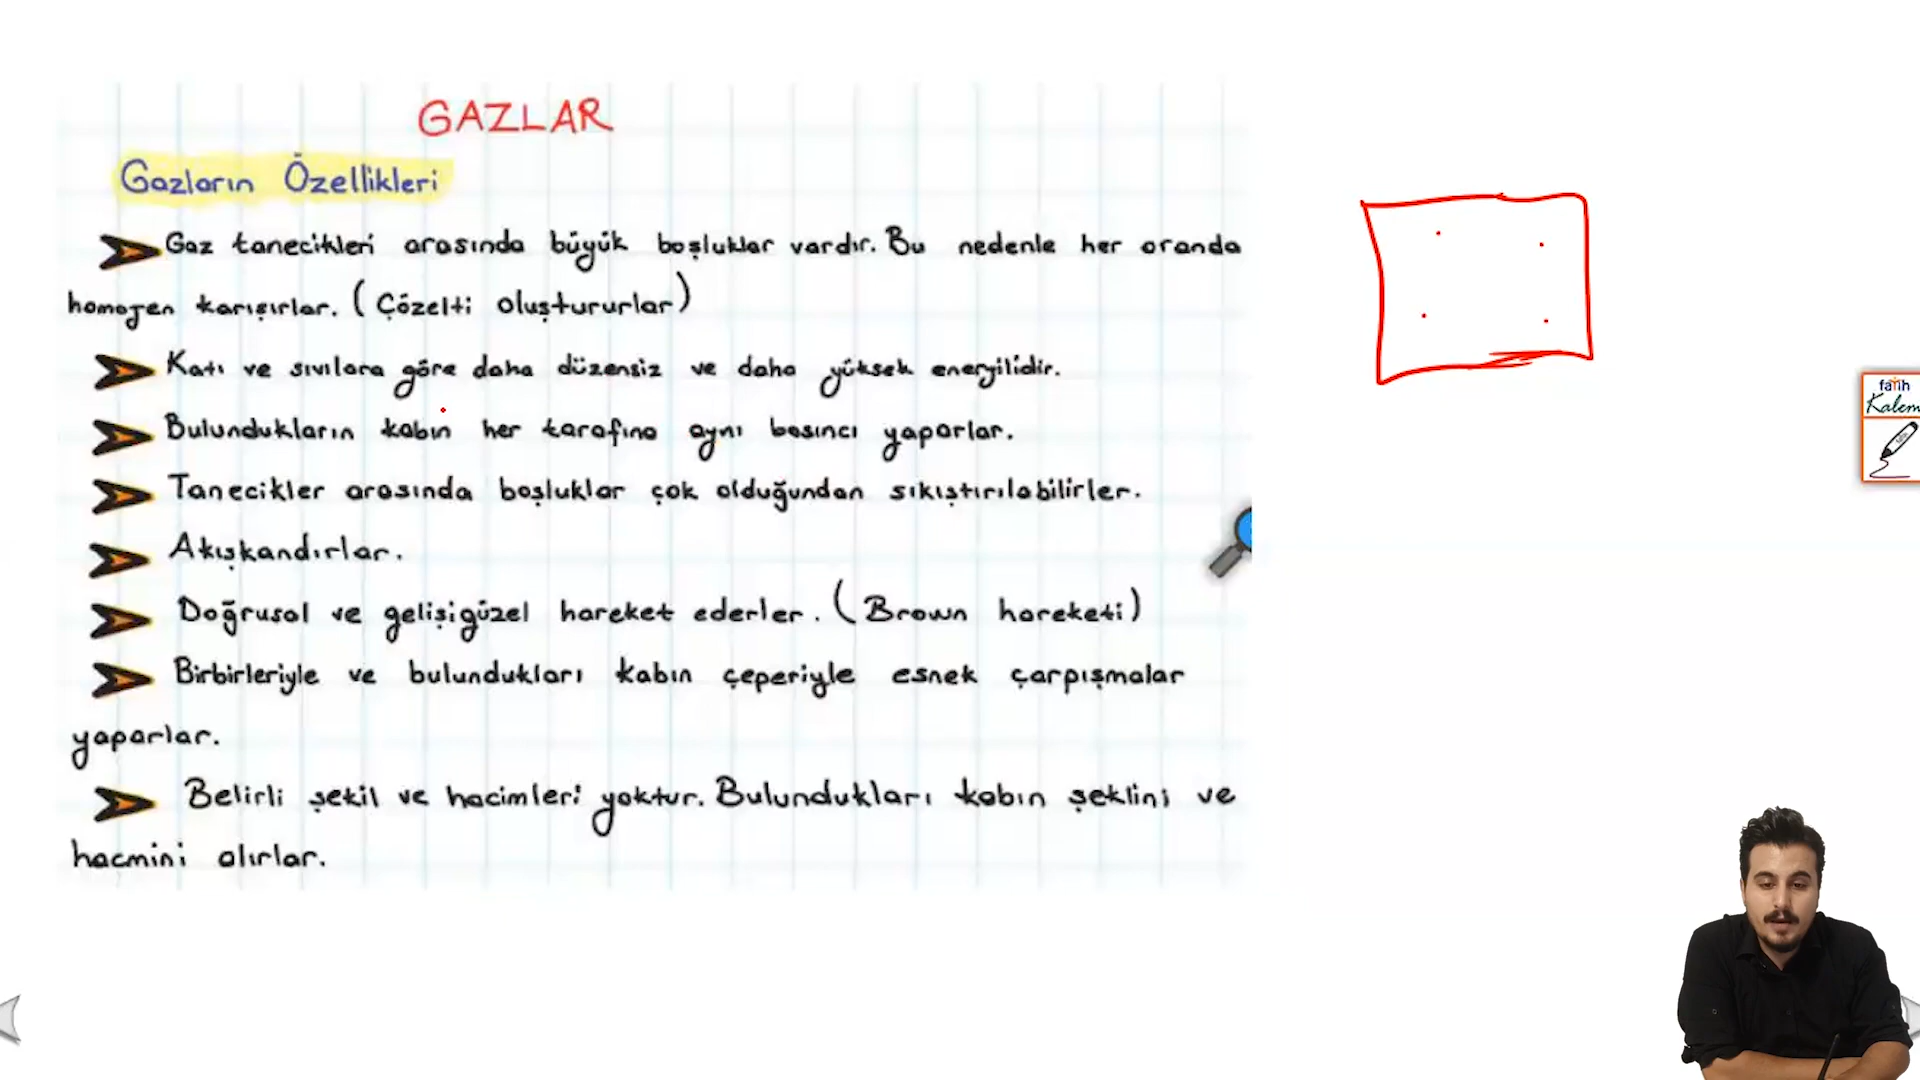 GAZLAR
Gazların Özellikleri
Gaz tanecikleri arasında büyük boşluklar vardır. Bu nedenle her oranda
homojen karışırlar. (Çözelti oluştururlar)
Katı ve sıvılara göre daha düzensiz ve daha yüksek energilidir.
Bulundukların kabın her tarafına aynı basıncı yaparlar.
Tanecikler arasında boşluklar çok olduğundan sıkıştırılabilirler.
Akışkandırlar.
Doğrusal ve gelişigüzel hareket ederler. (Brown hareketi)
Birbirleriyle ve bulundukları kabın çeperiyle esnek çarpışmalar
yaparlar.
Belirli şekil ve hacimleri yoktur. Bulundukları kabın şeklini ve
hacmini alırlar.
fatih
Kalem